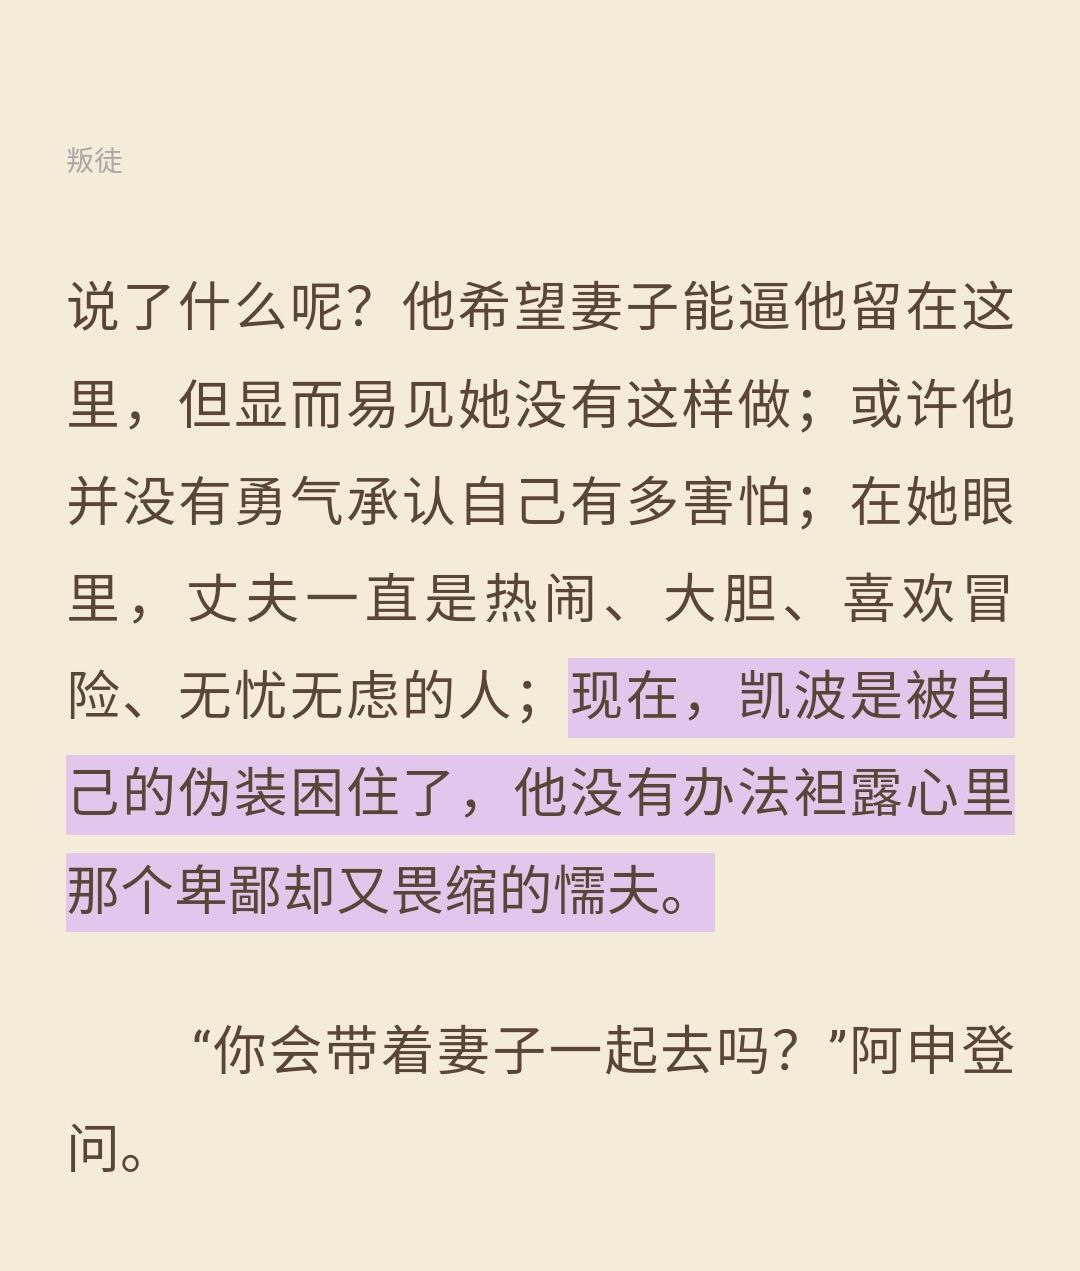 叛徒
说了什么呢？他希望妻子能逼他留在这
里，但显而易见她没有这样做；或许他
并没有勇气承认自己有多害怕；在她眼
里，丈夫一直是热闹、大胆、喜欢冒
险、无忧无虑的人；现在，凯波是被自
己的伪装困住了，他没有办法袒露心里
那个卑鄙却又畏缩的懦夫。
“你会带着妻子一起去吗？”阿申登
问。